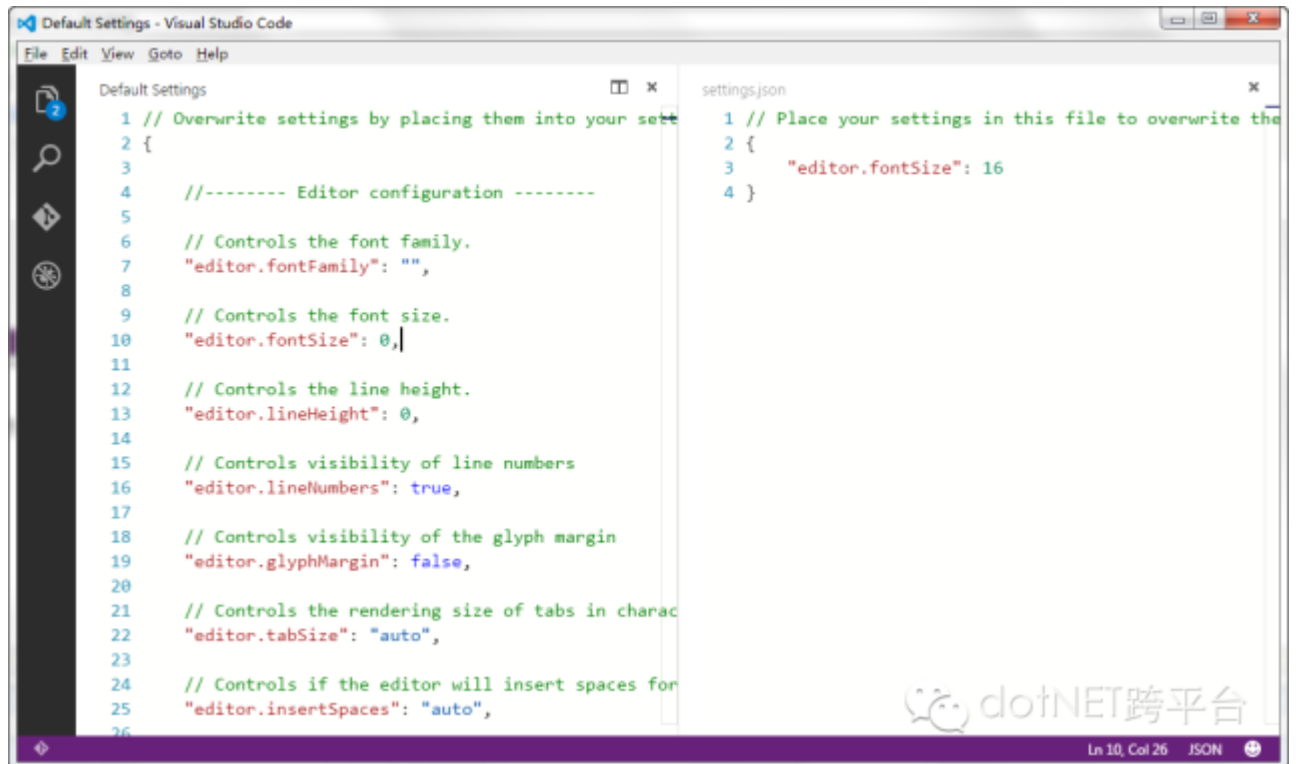 Default Settings - Visual Studio Code
File Edit View Goto Help
2
Default Settings
1 // Overwrite settings by placing them into your sett
2 {
3
4 //-------- Editor configuration --------
5
6 // Controls the font family.
7 "editor.fontFamily": "",
8
9 // Controls the font size.
10 "editor.fontSize": 0,
11
12 // Controls the line height.
13 "editor.lineHeight": 0,
14
15 // Controls visibility of line numbers
16 "editor.lineNumbers": true,
17
18 // Controls visibility of the glyph margin
19 "editor.glyphMargin": false,
20
21 // Controls the rendering size of tabs in charac
22 "editor.tabSize": "auto",
23
24 // Controls if the editor will insert spaces for
25 "editor.insertSpaces": "auto",
26
settings.json
1 // Place your settings in this file to overwrite the
2 {
3 "editor.fontSize": 16
4 }
dotNET跨平台
Ln 10, Col 26 JSON